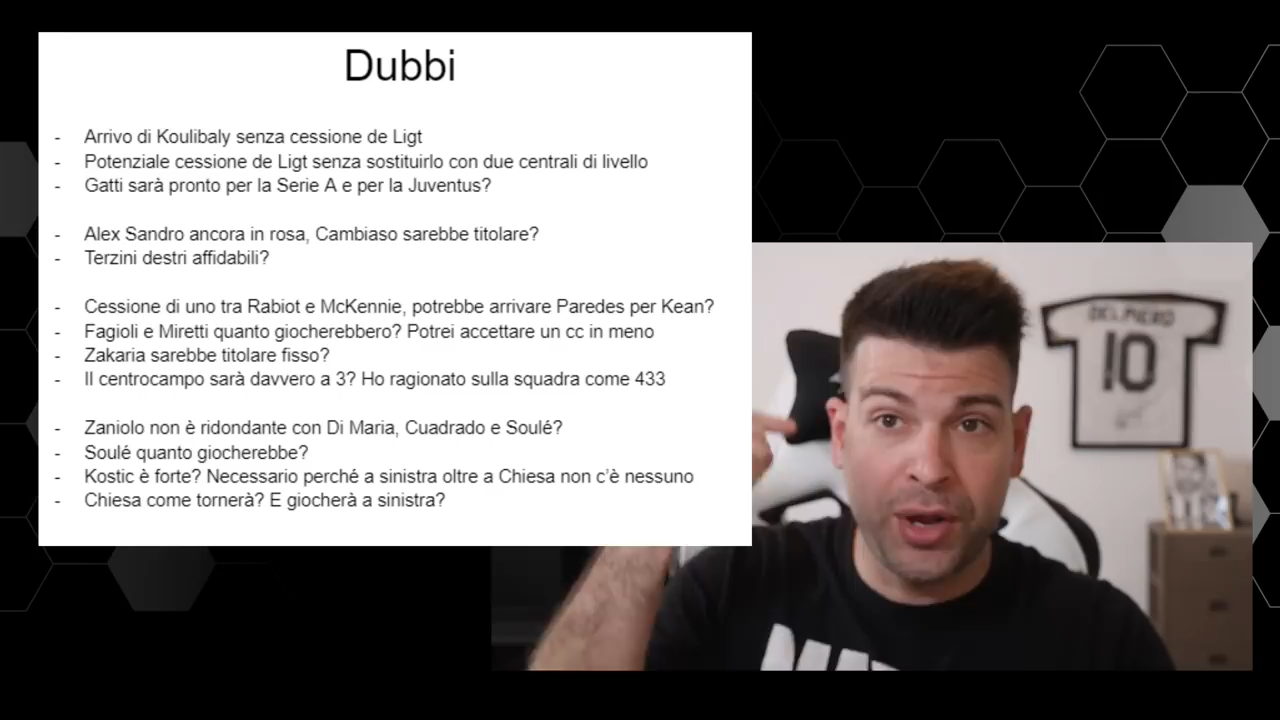 Dubbi
- Arrivo di Koulibaly senza cessione de Ligt
- Potenziale cessione de Ligt senza sostituirlo con due centrali di livello
- Gatti sarà pronto per la Serie A e per la Juventus?
- Alex Sandro ancora in rosa, Cambiaso sarebbe titolare?
- Terzini destri affidabili?
- Cessione di uno tra Rabiot e McKennie, potrebbe arrivare Paredes per Kean?
- Fagioli e Miretti quanto giocherebbero? Potrei accettare un cc in meno
- Zakaria sarebbe titolare fisso?
- Il centrocampo sarà davvero a 3? Ho ragionato sulla squadra come 433
- Zaniolo non è ridondante con Di Maria, Cuadrado e Soulé?
- Soulé quanto giocherebbe?
- Kostic è forte? Necessario perché a sinistra oltre a Chiesa non c'è nessuno
- Chiesa come tornerà? E giocherà a sinistra?
DEL PIERO
10